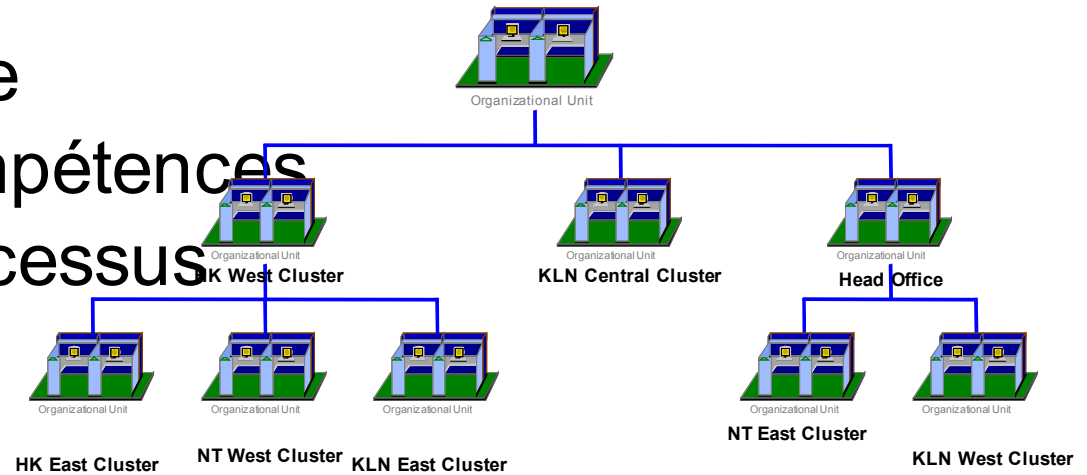 Organizational Unit
Organizational Unit
HK West Cluster
Organizational Unit
KLN Central Cluster
Organizational Unit
Head Office
Organizational Unit
HK East Cluster
Organizational Unit
NT West Cluster
Organizational Unit
KLN East Cluster
Organizational Unit
NT East Cluster
Organizational Unit
KLN West Cluster